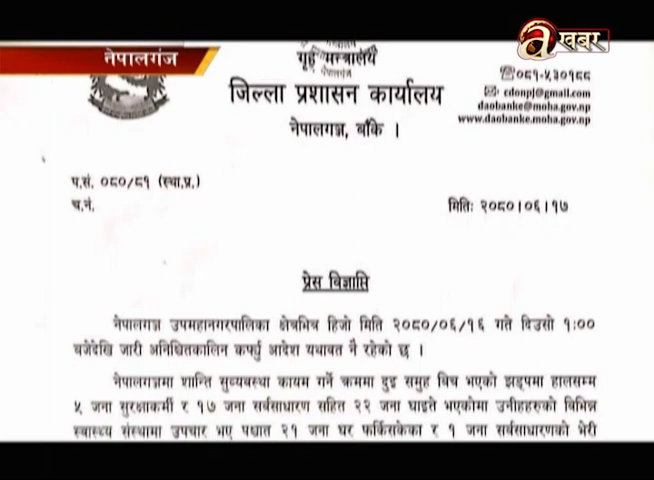 नेपालगंज
a खबर
गृह मन्त्रालय
नेपालगंज
जिल्ला प्रशासन कार्यालय
नेपालगञ्ज, बाँके ।
०८१-५३०१८८
cdonpj@gmail.com
daobanke@moha.gov.np
www.daobanke.moha.gov.np
प.सं. ०८०/८१ (स्था.प्र.)
च.नं.
मितिः २०८०।०६।१७
प्रेस विज्ञप्ति
नेपालगञ्ज उपमहानगरपालिका क्षेत्रभित्र हिजो मिति २०८०/०६/१६ गते दिउसो १:००
बजेदेखि जारी अनिश्चितकालिन कर्फ्यु आदेश यथावत नै रहेको छ ।
नेपालगञ्जमा शान्ति सुव्यवस्था कायम गर्ने क्रममा दुइ समुह बिच भएको झडपमा हालसम्म
५ जना सुरक्षाकर्मी र १७ जना सर्वसाधारण सहित २२ जना घाइते भएकोमा उनीहरुको विभिन्न
स्वास्थ्य संस्थामा उपचार भए पश्चात २१ जना घर फर्किसकेका र १ जना सर्वसाधारणको भेरी